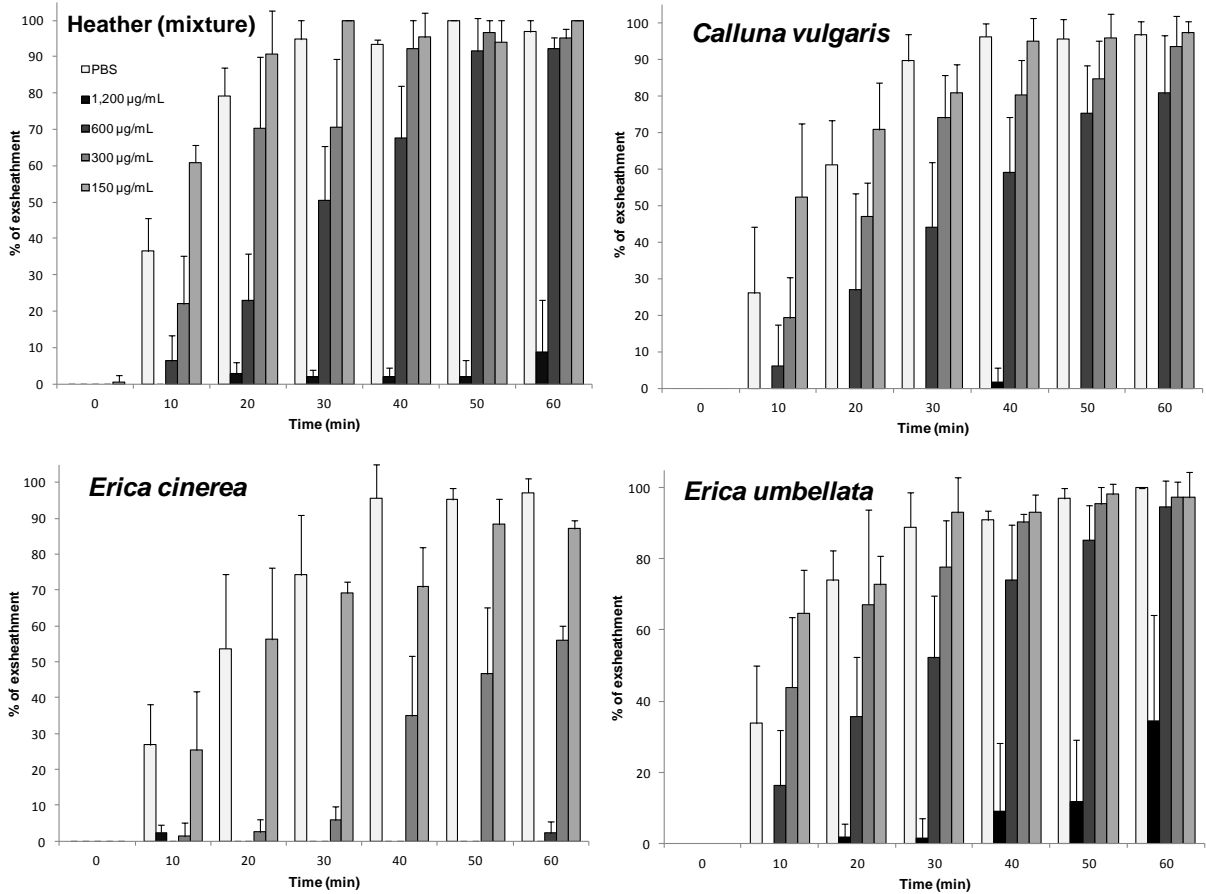 Heather (mixture)
% of exsheathment
100
90
80
70
60
50
40
30
20
10
0
PBS
1,200 µg/mL
600 µg/mL
300 µg/mL
150 µg/mL
0 10 20 30 40 50 60
Time (min)
Calluna vulgaris
% of exsheathment
100
90
80
70
60
50
40
30
20
10
0
0 10 20 30 40 50 60
Time (min)
Erica cinerea
% of exsheathment
100
90
80
70
60
50
40
30
20
10
0
0 10 20 30 40 50 60
Time (min)
Erica umbellata
% of exsheathment
100
80
60
40
20
0
0 10 20 30 40 50 60
Time (min)